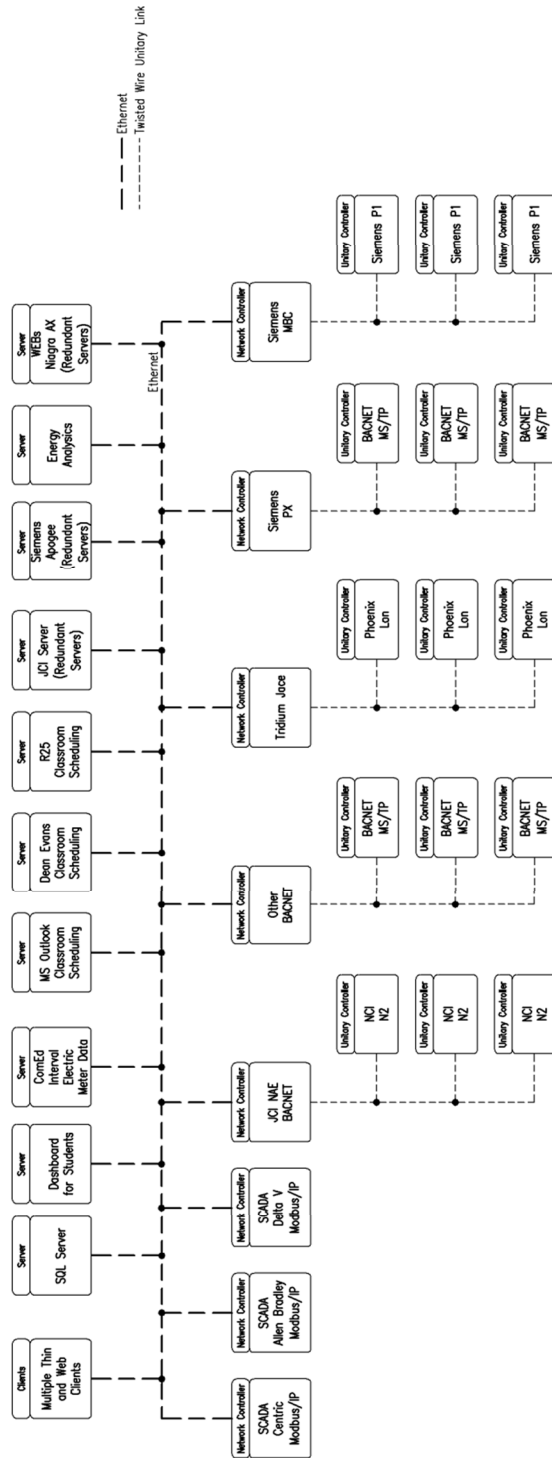 Ethernet
Twisted Wire Unitary Link
Clients
Multiple Thin
and Web
Clients
Server
SQL Server
Server
Dashboard
for Students
Server
ComEd
Interval
Electric
Meter Data
Server
MS Outlook
Classroom
Scheduling
Server
Dean Evans
Classroom
Scheduling
Server
R25
Classroom
Scheduling
Server
JCI Server
(Redundant
Servers)
Server
Siemens
Apogee
(Redundant
Servers)
Server
Energy
Analysics
Server
WEBs
Niagra AX
(Redundant
Servers)
Ethernet
Network Controller
SCADA
Centric
Modbus/IP
Network Controller
SCADA
Allen Bradley
Modbus/IP
Network Controller
SCADA
Delta V
Modbus/IP
Network Controller
JCI NAE
BACNET
Network Controller
Other
BACNET
Network Controller
Tridium Jace
Network Controller
Siemens
PX
Network Controller
Siemens
MBC
Unitary Controller
NCI
N2
Unitary Controller
BACNET
MS/TP
Unitary Controller
Phoenix
Lon
Unitary Controller
BACNET
MS/TP
Unitary Controller
Siemens P1
Unitary Controller
NCI
N2
Unitary Controller
BACNET
MS/TP
Unitary Controller
Phoenix
Lon
Unitary Controller
BACNET
MS/TP
Unitary Controller
Siemens P1
Unitary Controller
NCI
N2
Unitary Controller
BACNET
MS/TP
Unitary Controller
Phoenix
Lon
Unitary Controller
BACNET
MS/TP
Unitary Controller
Siemens P1